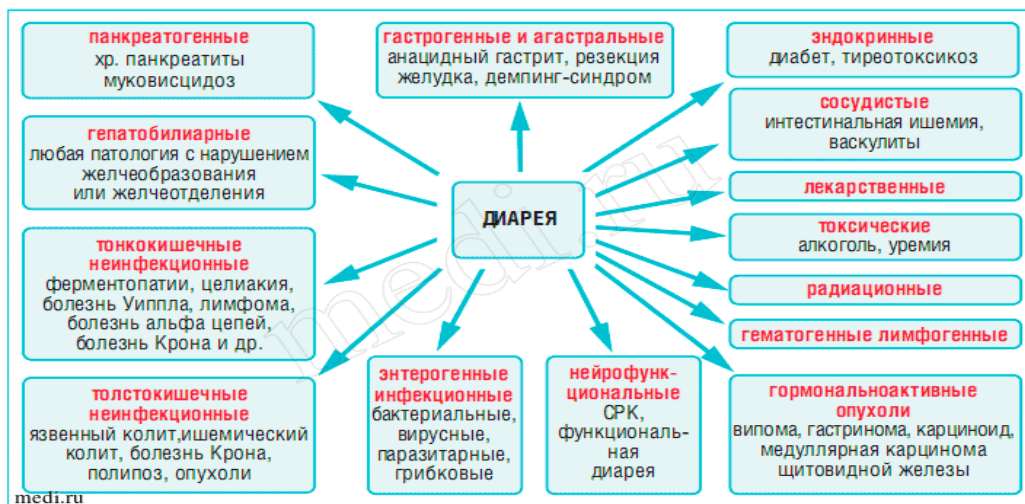 панкреатогенные
хр. панкреатиты
муковисцидоз
гастрогенные и агастральные
анацидный гастрит, резекция
желудка, демпинг-синдром
эндокринные
диабет, тиреотоксикоз
гепатобилиарные
любая патология с нарушением
желчеобразования
или желчеотделения
сосудистые
интестинальная ишемия,
васкулиты
лекарственные
ДИАРЕЯ
токсические
алкоголь, уремия
тонкокишечные
неинфекционные
ферментопатии, целиакия,
болезнь Уиппла, лимфома,
болезнь альфа цепей,
болезнь Крона и др.
радиационные
гематогенные лимфогенные
толстокишечные
неинфекционные
язвенный колит,ишемический
колит, болезнь Крона,
полипоз, опухоли
энтерогенные
инфекционные
бактериальные,
вирусные,
паразитарные,
грибковые
нейрофунк-
циональные
СРК,
функциональ-
ная
диарея
гормональноактивные
опухоли
випома, гастринома, карциноид,
медуллярная карцинома
щитовидной железы
medi.ru
medi.ru